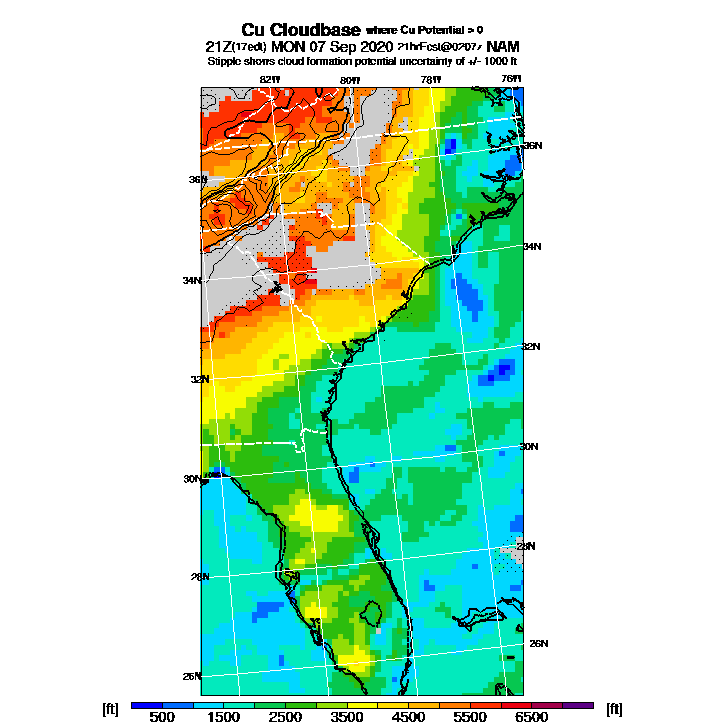 Cu Cloudbase where Cu Potential > 0
21Z(17edt) MON 07 Sep 2020 21hrFcst@0207z NAM
Stipple shows cloud formation potential uncertainty of +/- 1000 ft
82W 80W 78W 76W
36N
36N
34N
34N
32N
32N
30N
30N
28N
28N
26N
26N
[ft] 500 1500 2500 3500 4500 5500 6500 [ft]